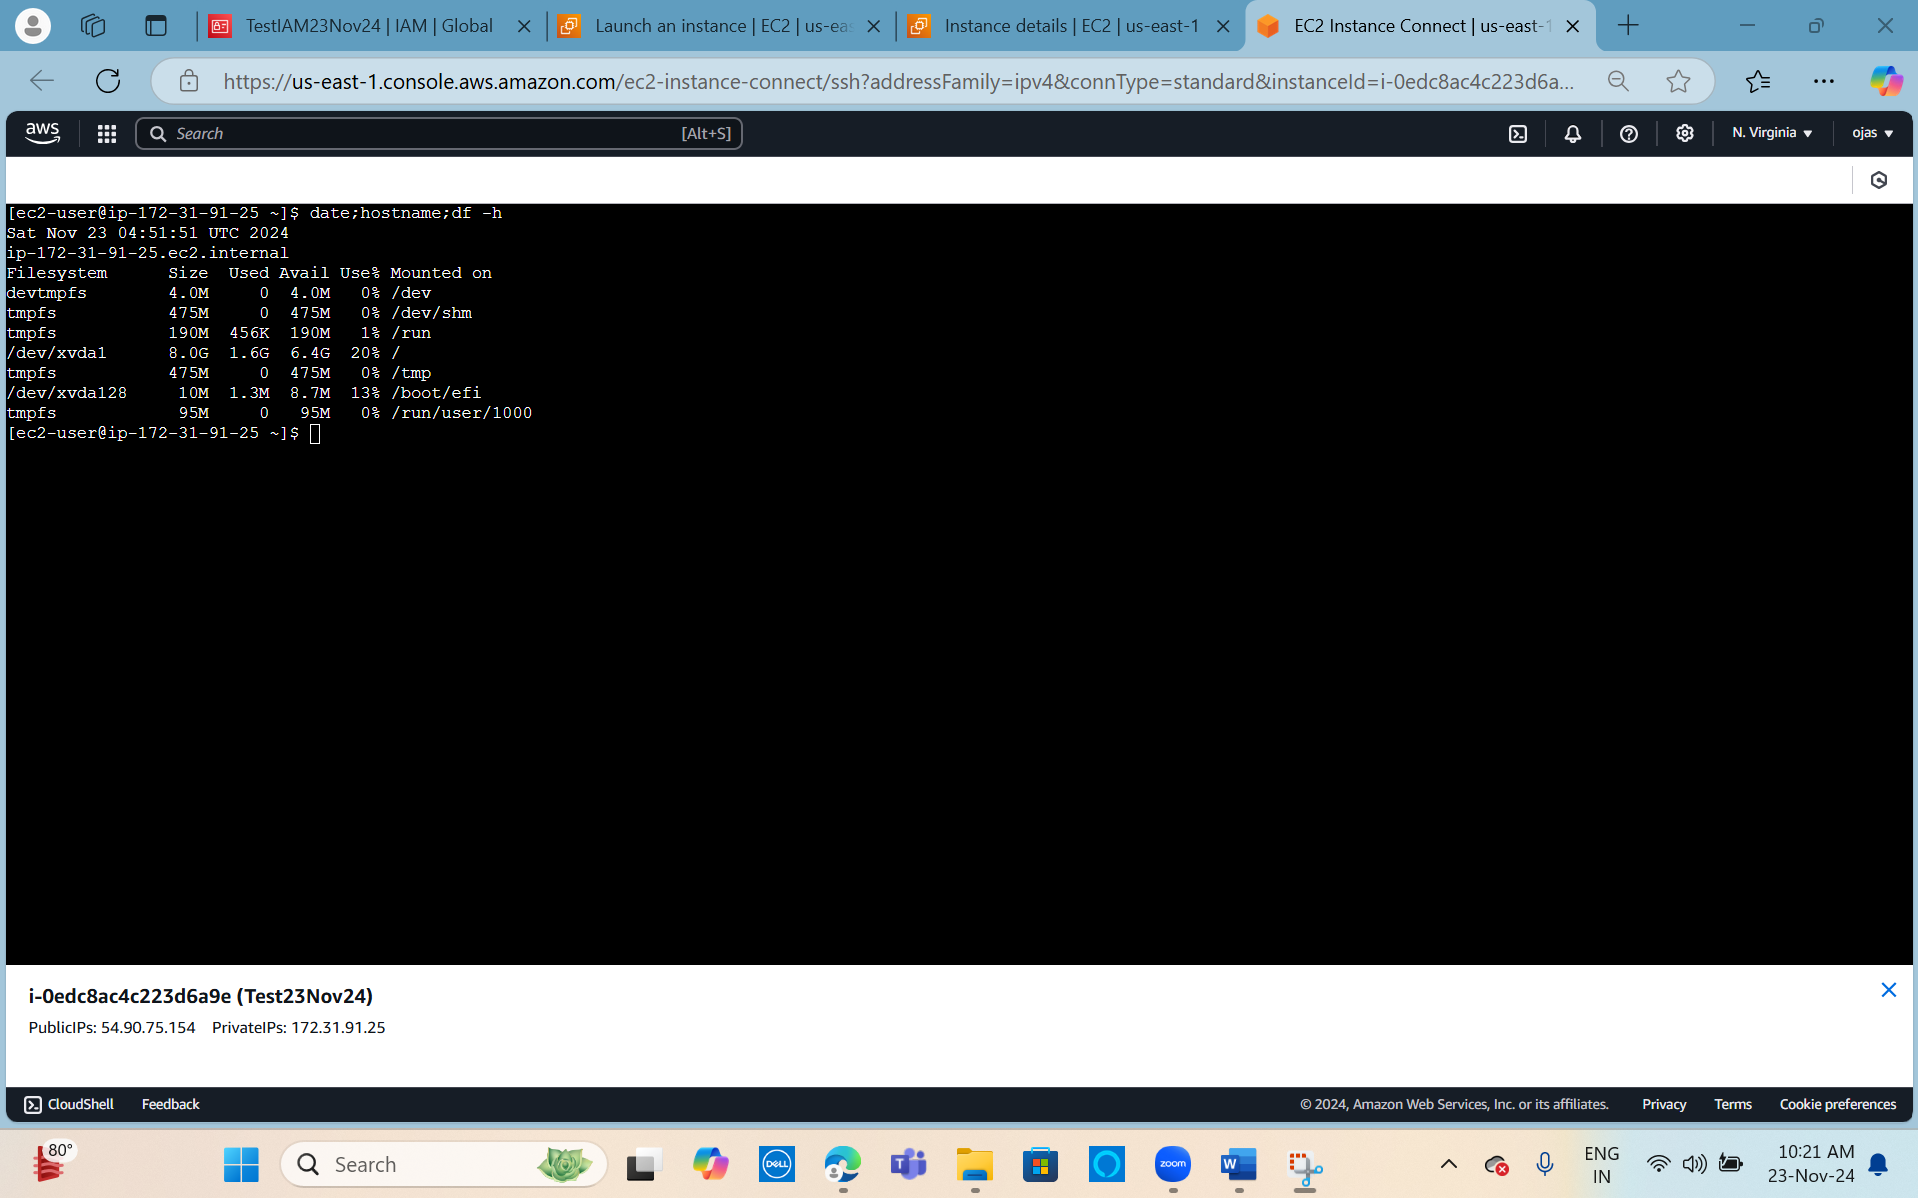 TestIAM23Nov24 | IAM | Global
Launch an instance | EC2 | us-eas
Instance details | EC2 | us-east-1
EC2 Instance Connect | us-east-1
https://us-east-1.console.aws.amazon.com/ec2-instance-connect/ssh?addressFamily=ipv4&connType=standard&instanceId=i-0edc8ac4c223d6a...
aws
Search [Alt+S]
N. Virginia
ojas
[ec2-user@ip-172-31-91-25 ~]$ date;hostname;df -h
Sat Nov 23 04:51:51 UTC 2024
ip-172-31-91-25.ec2.internal
Filesystem      Size  Used Avail Use% Mounted on
devtmpfs        4.0M     0  4.0M   0% /dev
tmpfs           475M     0  475M   0% /dev/shm
tmpfs           190M  456K  190M   1% /run
/dev/xvda1      8.0G  1.6G  6.4G  20% /
tmpfs           475M     0  475M   0% /tmp
/dev/xvda128     10M  1.3M  8.7M  13% /boot/efi
tmpfs            95M     0   95M   0% /run/user/1000
[ec2-user@ip-172-31-91-25 ~]$
i-0edc8ac4c223d6a9e (Test23Nov24)
PublicIPs: 54.90.75.154 PrivateIPs: 172.31.91.25
CloudShell Feedback © 2024, Amazon Web Services, Inc. or its affiliates. Privacy Terms Cookie preferences
80°
Search
DELL
zoom
W
ENG
IN
10:21 AM
23-Nov-24